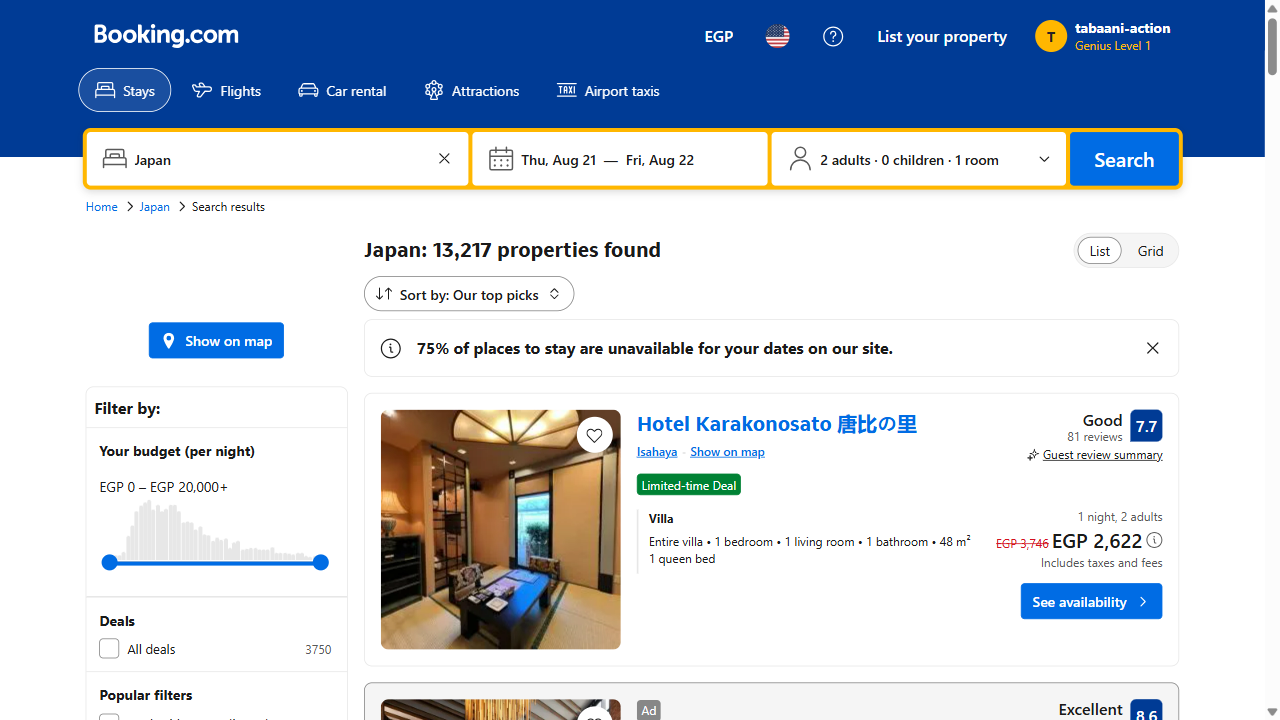 Booking.com
EGP
List your property
T
tabaani-action
Genius Level 1
Stays
Flights
Car rental
Attractions
TAXI
Airport taxis
Japan
Thu, Aug 21 — Fri, Aug 22
2 adults · 0 children · 1 room
Search
Home
Japan
Search results
Japan: 13,217 properties found
List
Grid
Sort by: Our top picks
Show on map
75% of places to stay are unavailable for your dates on our site.
Filter by:
Your budget (per night)
EGP 0 – EGP 20,000+
Deals
All deals
3750
Popular filters
Hotel Karakonosato 唐比の里
Isahaya · Show on map
Limited-time Deal
Good
81 reviews
7.7
Guest review summary
Villa
Entire villa • 1 bedroom • 1 living room • 1 bathroom • 48 m²
1 queen bed
1 night, 2 adults
EGP 3,746 EGP 2,622
Includes taxes and fees
See availability
Ad
Excellent
8.6